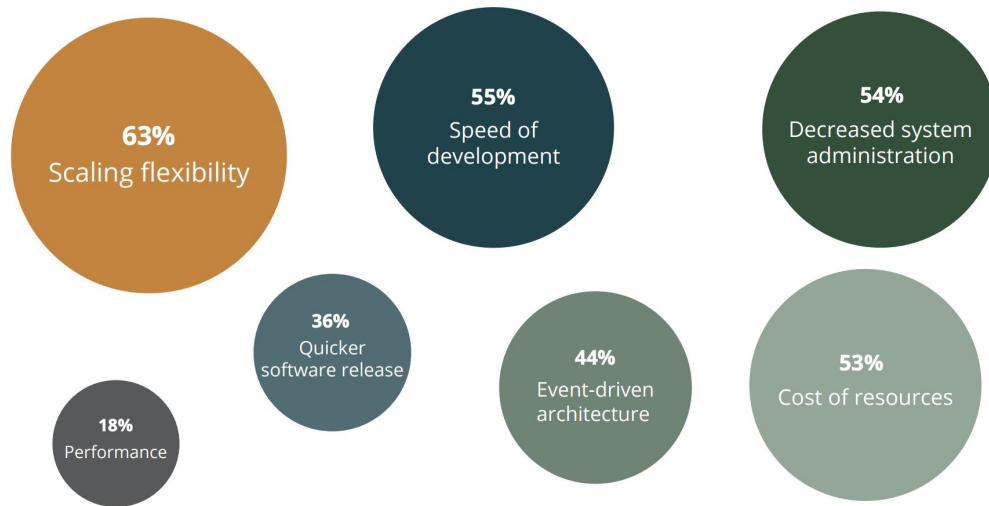 63%
Scaling flexibility
55%
Speed of
development
54%
Decreased system
administration
36%
Quicker
software release
44%
Event-driven
architecture
53%
Cost of resources
18%
Performance